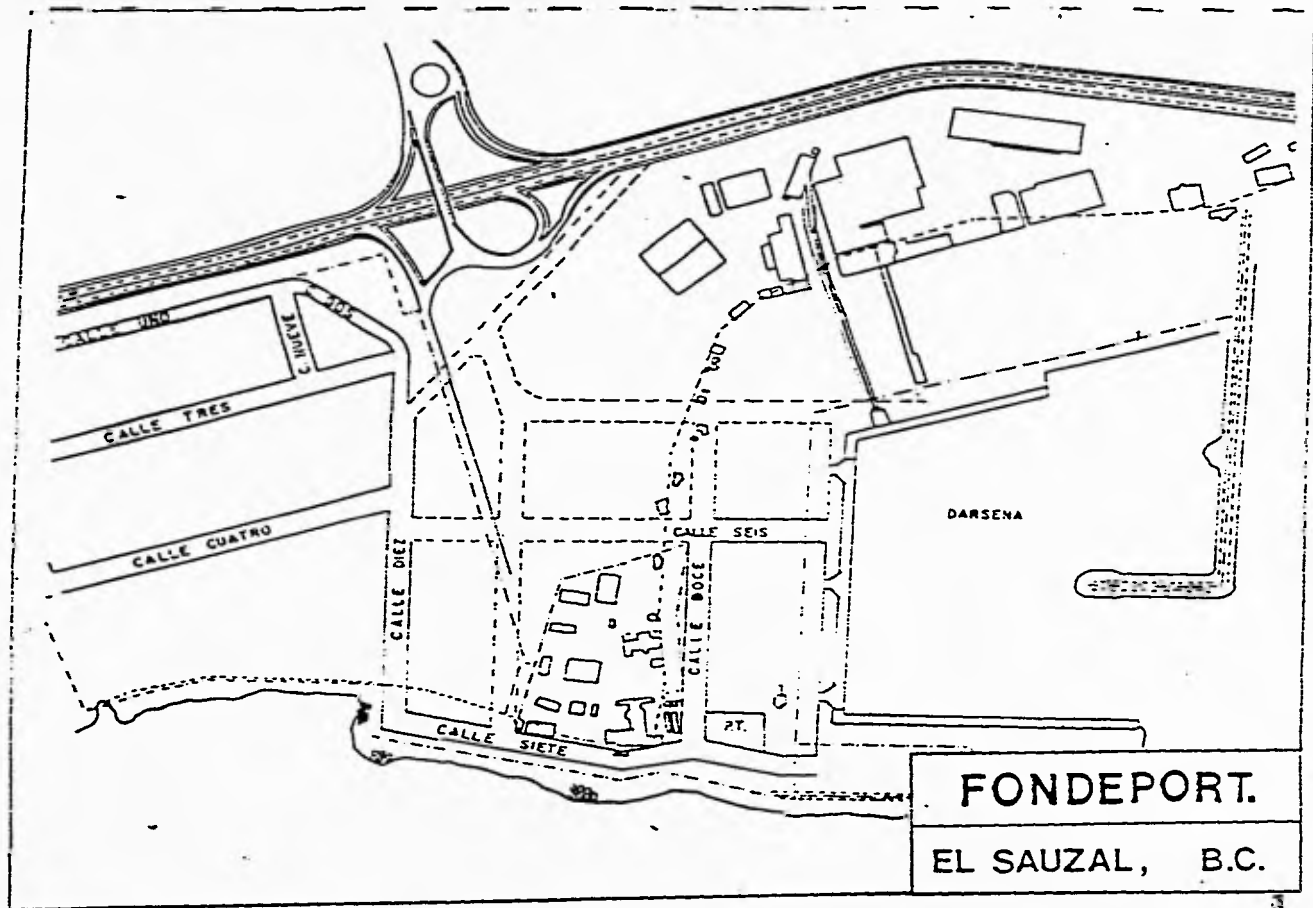 CALLE UNO
C. NUEVE
DOS
CALLE TRES
CALLE CUATRO
CALLE DIEZ
CALLE SEIS
CALLE DOCE
DARSENA
P.T.
CALLE SIETE
FONDEPORT.
EL SAUZAL, B.C.